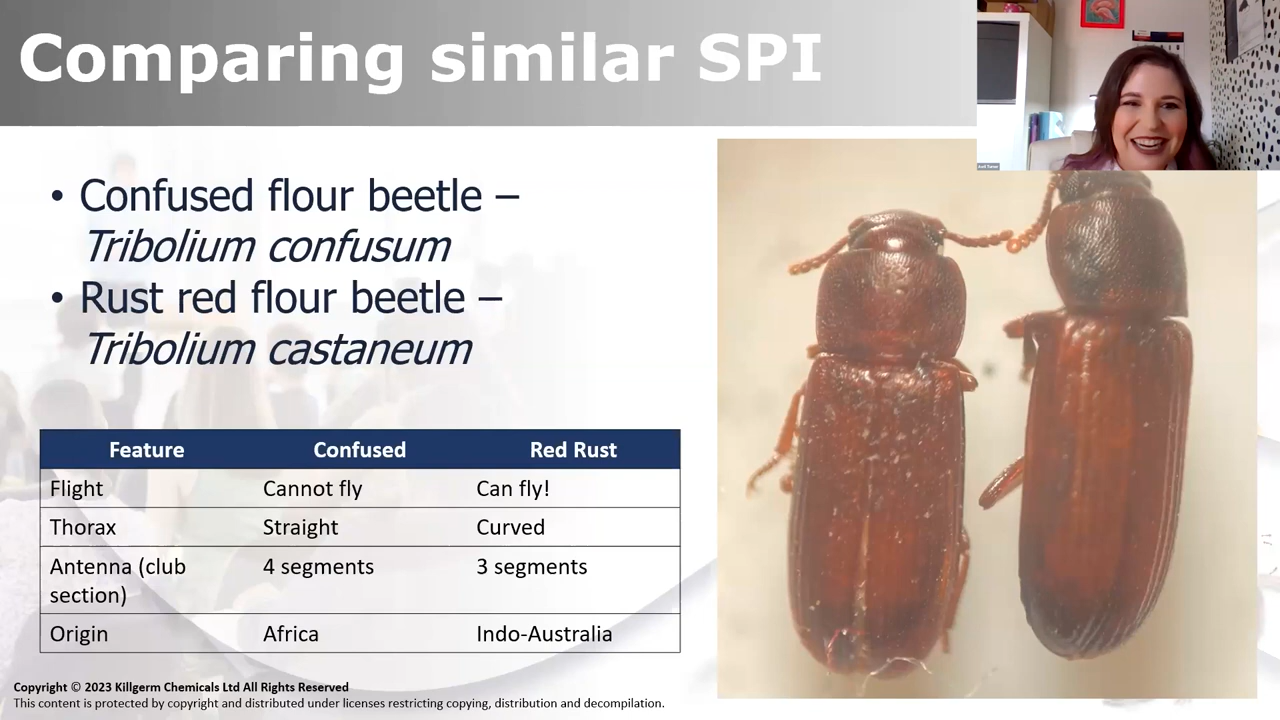 Comparing similar SPI
• Confused flour beetle –
Tribolium confusum
• Rust red flour beetle –
Tribolium castaneum
Feature Confused Red Rust
Flight Cannot fly Can fly!
Thorax Straight Curved
Antenna (club section) 4 segments 3 segments
Origin Africa Indo-Australia
Copyright © 2023 Killgerm Chemicals Ltd All Rights Reserved
This content is protected by copyright and distributed under licenses restricting copying, distribution and decompilation.